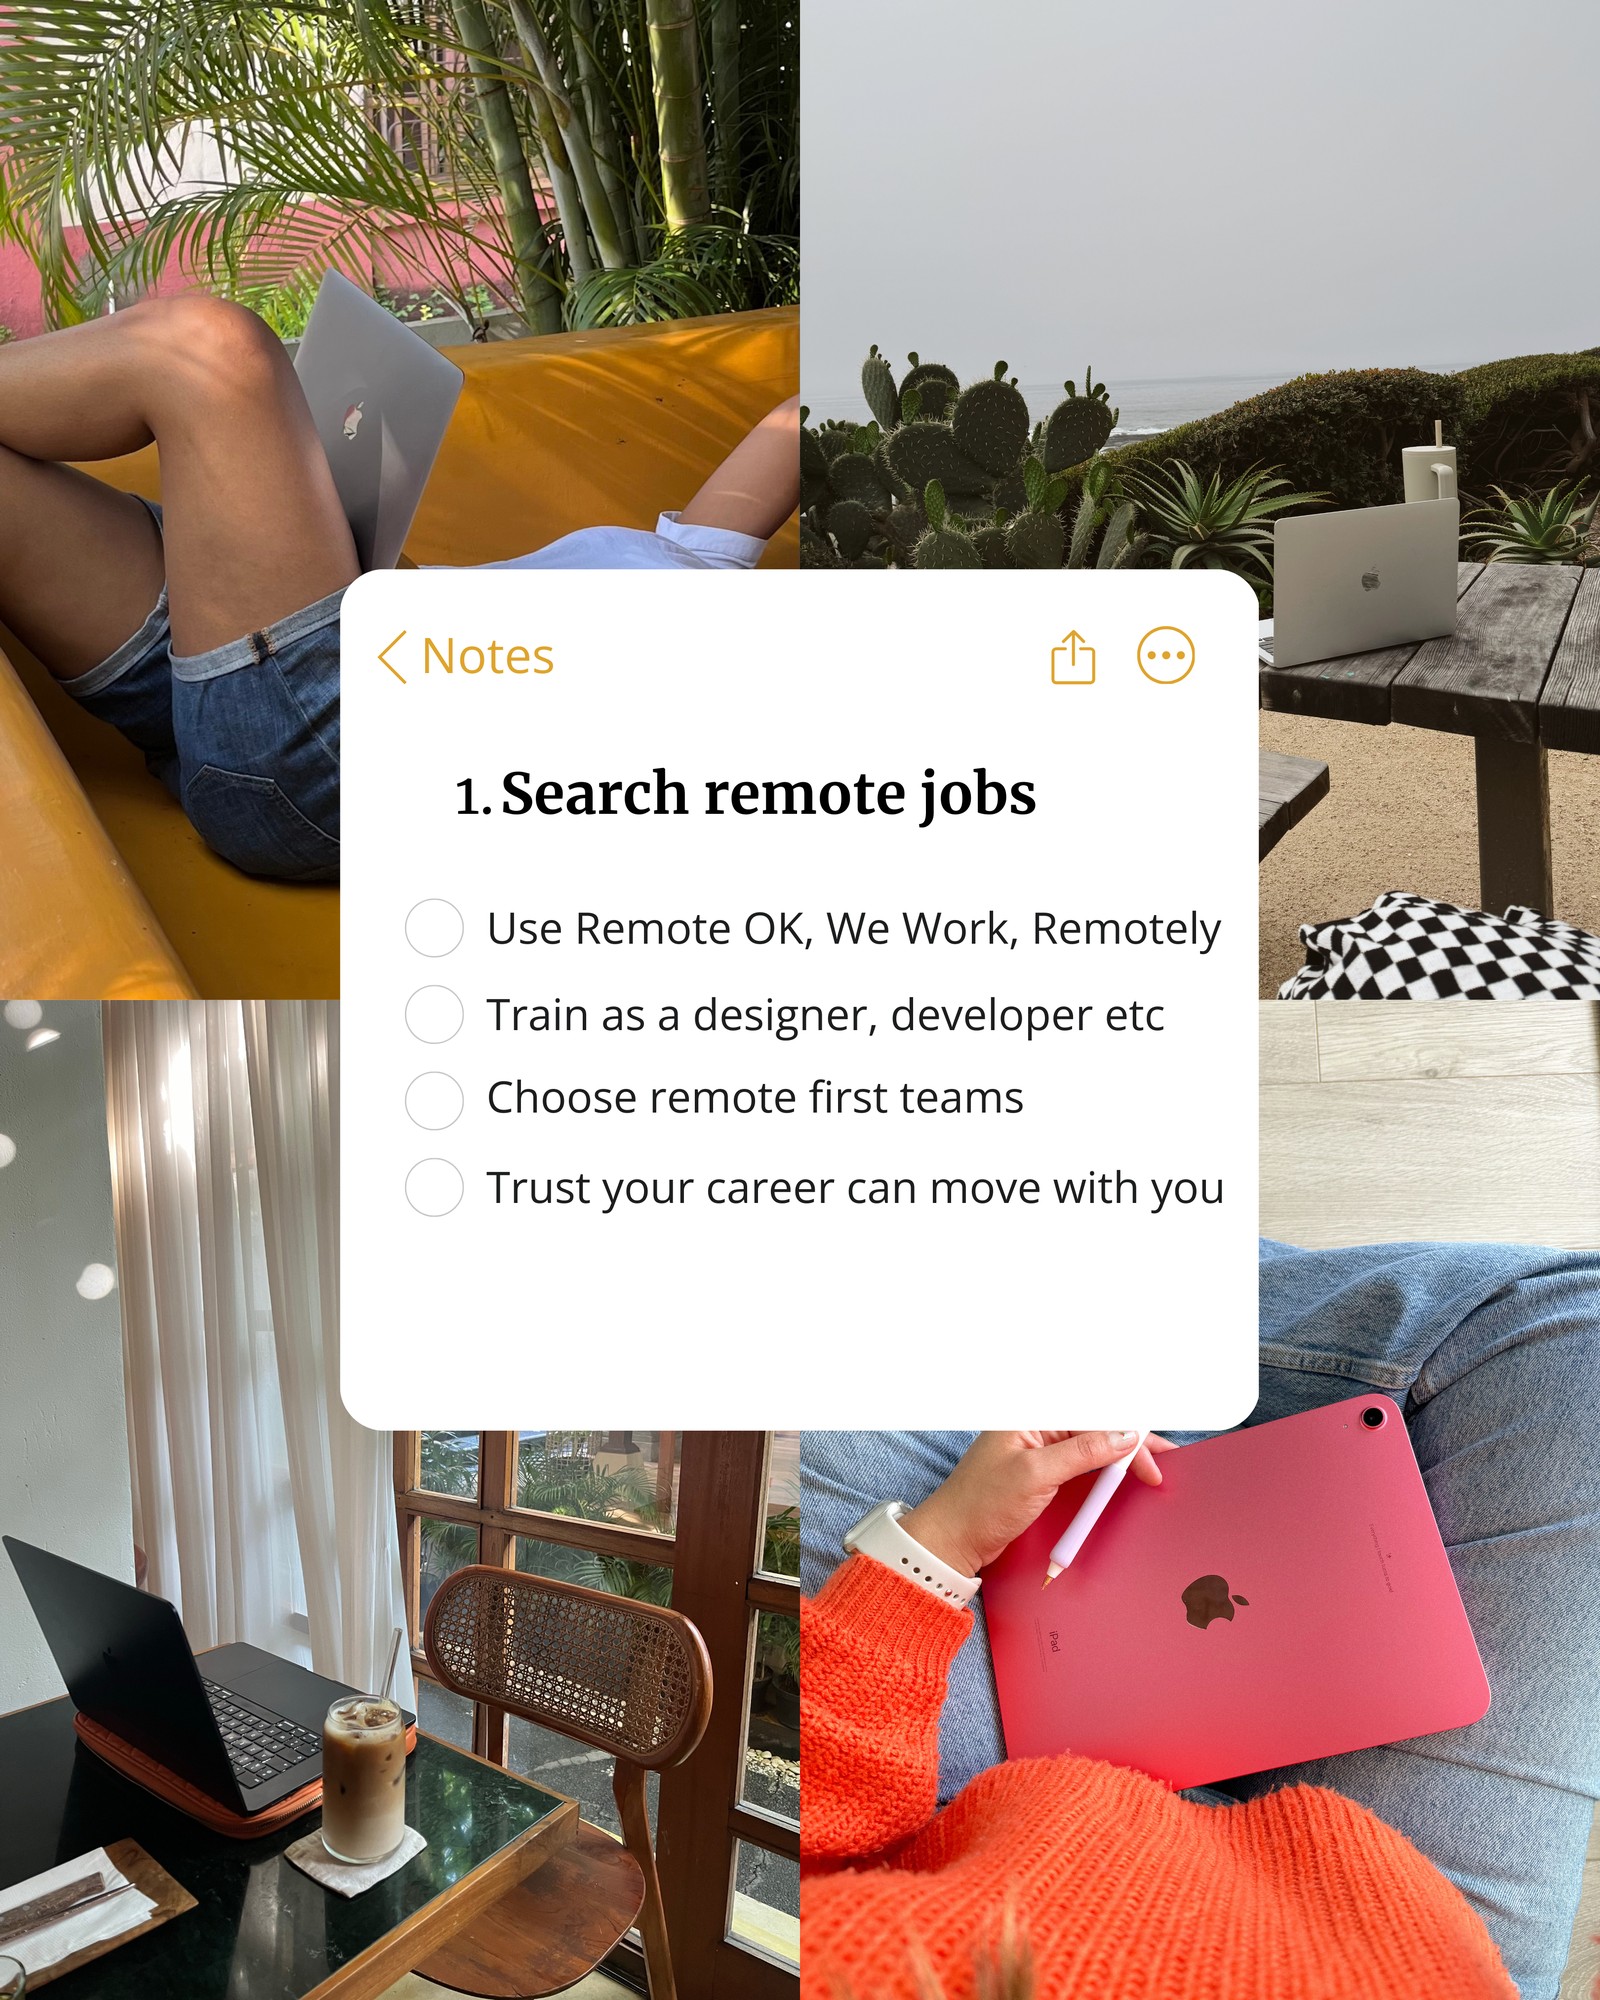 Notes
1. Search remote jobs
Use Remote OK, We Work, Remotely
Train as a designer, developer etc
Choose remote first teams
Trust your career can move with you
iPad